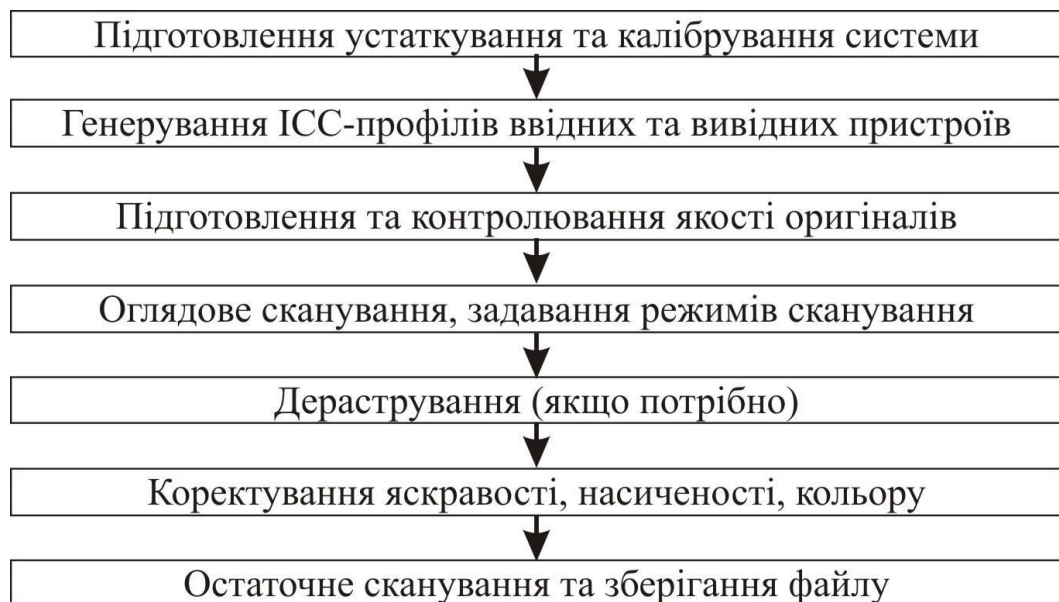 Підготовлення устаткування та калібрування системи
Генерування ІСС-профілів ввідних та вивідних пристроїв
Підготовлення та контролювання якості оригіналів
Оглядове сканування, задавання режимів сканування
Дерастрування (якщо потрібно)
Коректування яскравості, насиченості, кольору
Остаточне сканування та зберігання файлу